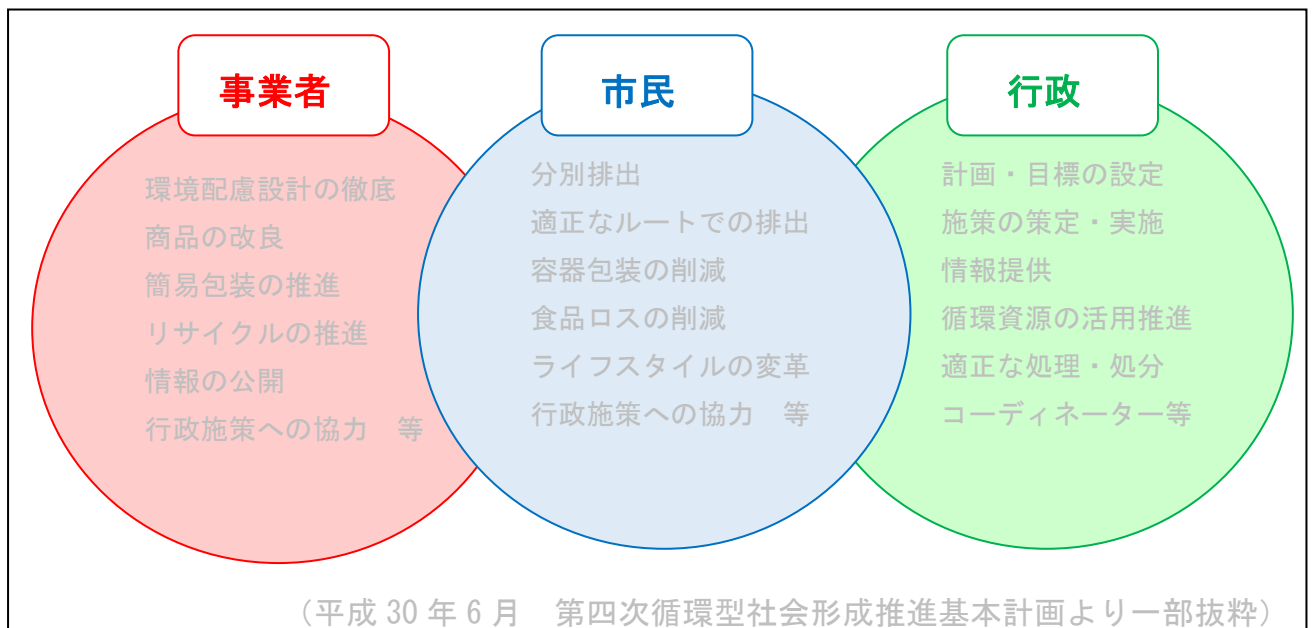 事業者
環境配慮設計の徹底
商品の改良
簡易包装の推進
リサイクルの推進
情報の公開
行政施策への協力　等
市民
分別排出
適正なルートでの排出
容器包装の削減
食品ロスの削減
ライフスタイルの変革
行政施策への協力　等
行政
計画・目標の設定
施策の策定・実施
情報提供
循環資源の活用推進
適正な処理・処分
コーディネーター等
（平成 30 年 6 月　第四次循環型社会形成推進基本計画より一部抜粋）